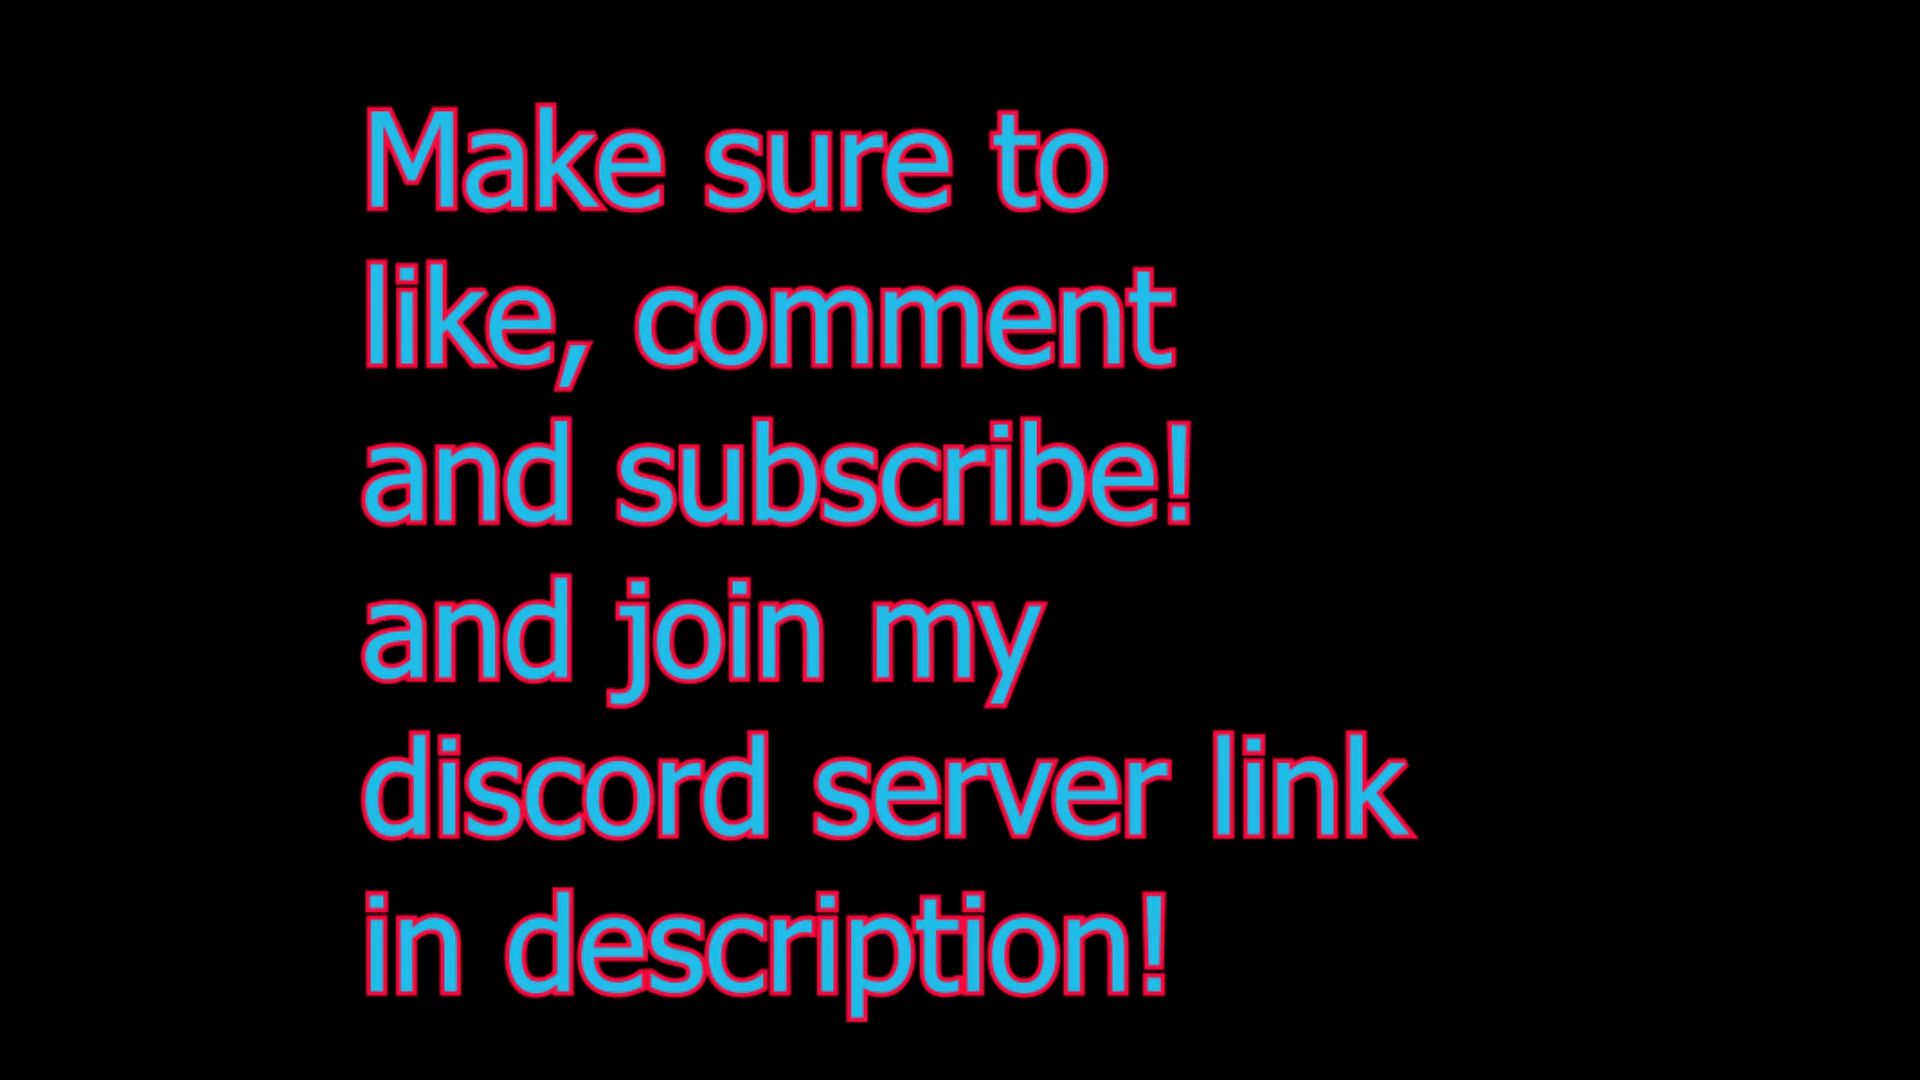 Make sure to
like, comment
and subscribe!
and join my
discord server link
in description!